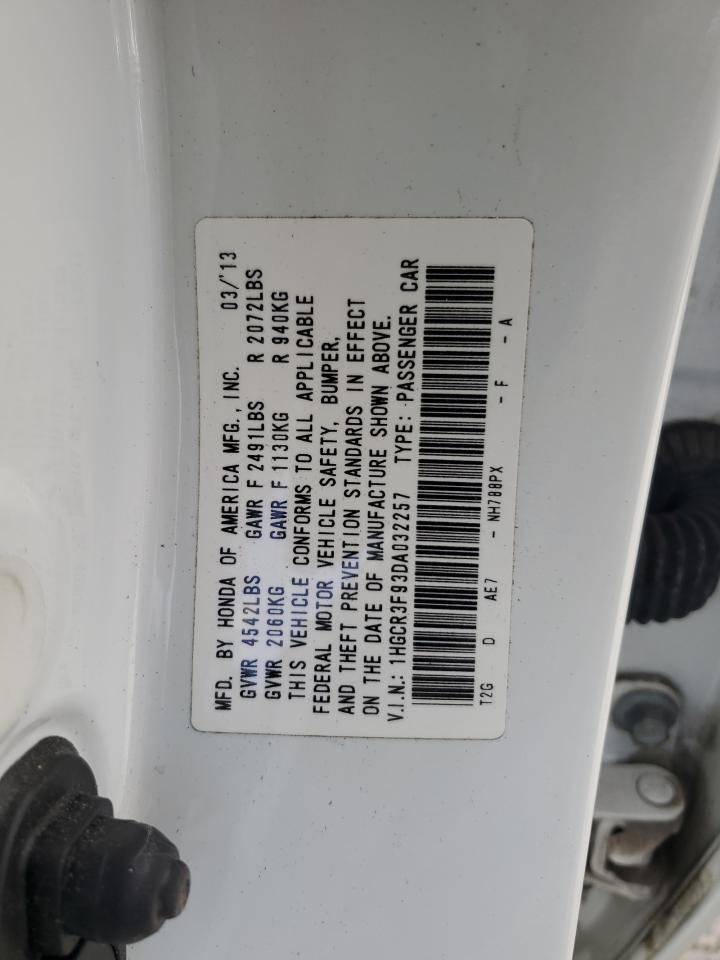 MFD. BY HONDA OF AMERICA MFG., INC. 03/'13
GVWR 4542LBS GAWR F 2491LBS R 2072LBS
GVWR 2060KG GAWR F 1130KG R 940KG
THIS VEHICLE CONFORMS TO ALL APPLICABLE
FEDERAL MOTOR VEHICLE SAFETY, BUMPER,
AND THEFT PREVENTION STANDARDS IN EFFECT
ON THE DATE OF MANUFACTURE SHOWN ABOVE.
V.I.N.: 1HGCR3F93DA032257 TYPE: PASSENGER CAR
T2G D AE7 - NH788PX - F - A